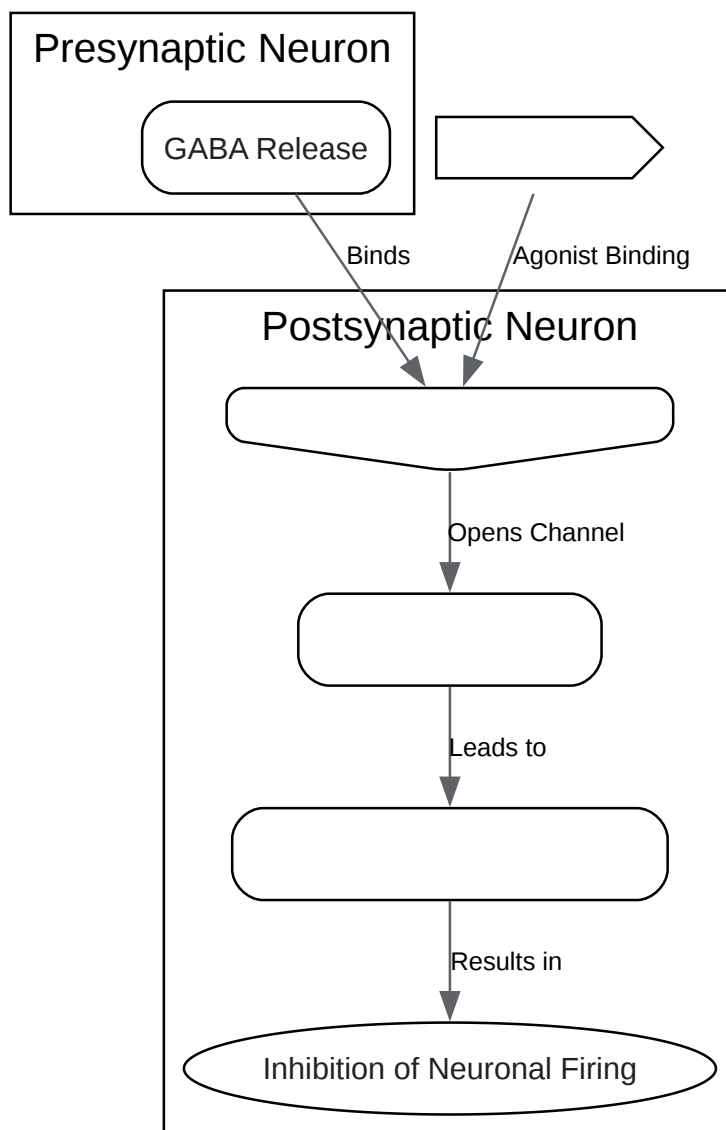 Presynaptic Neuron
GABA Release
Binds
Agonist Binding
Postsynaptic Neuron
Opens Channel
Leads to
Results in
Inhibition of Neuronal Firing